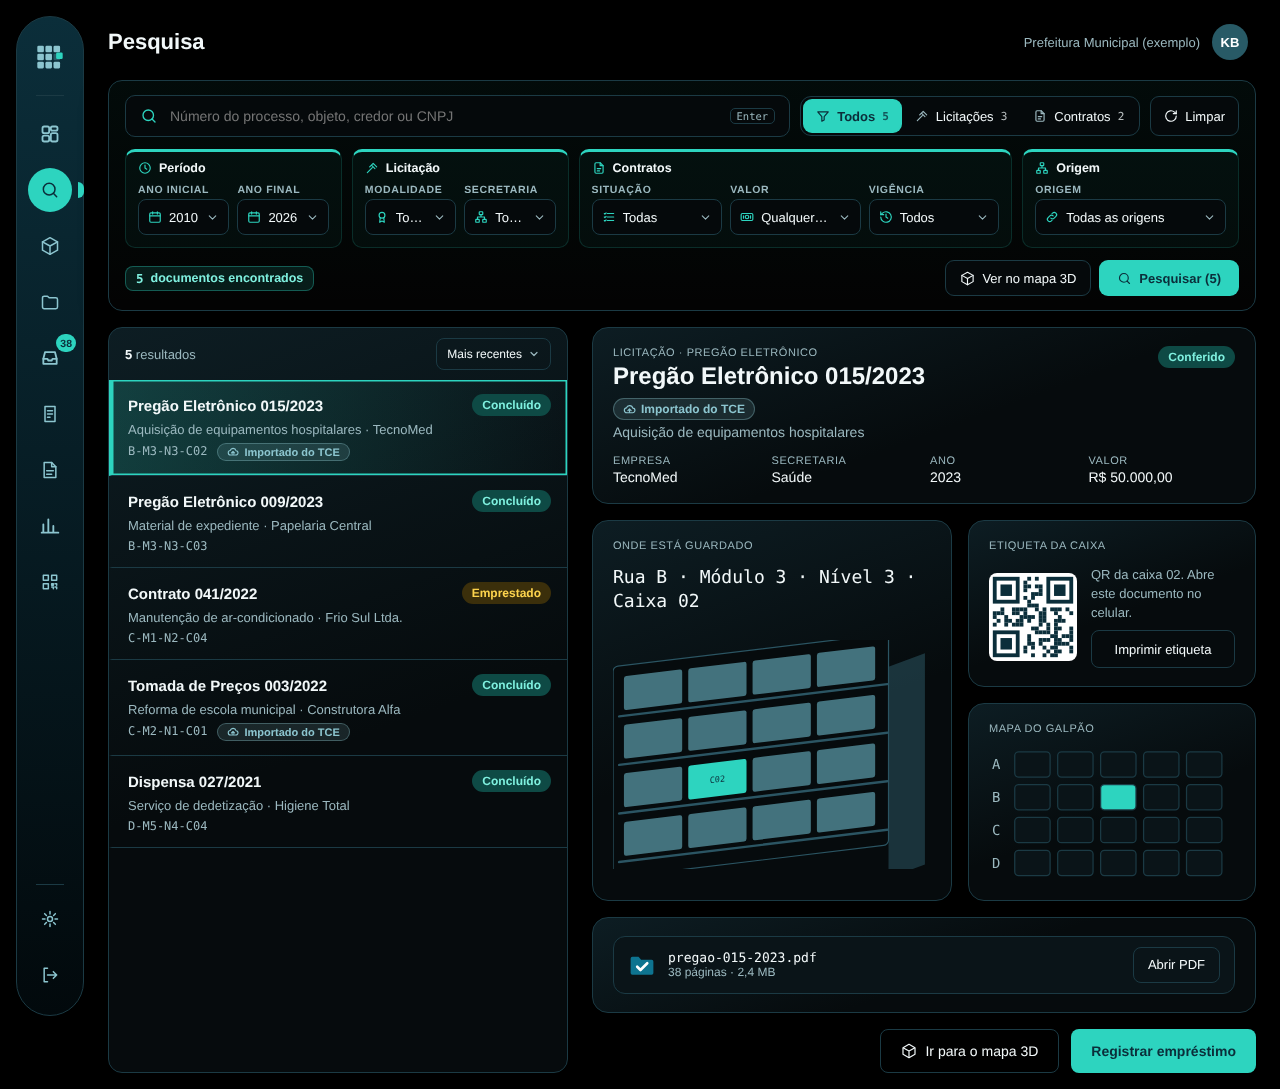 Pesquisa
Prefeitura Municipal (exemplo)
KB
Número do processo, objeto, credor ou CNPJ
Enter
Todos 5
Licitações 3
Contratos 2
Limpar
Período
ANO INICIAL
ANO FINAL
2010
2026
Licitação
MODALIDADE
SECRETARIA
To…
To…
Contratos
SITUAÇÃO
VALOR
VIGÊNCIA
Todas
Qualquer…
Todos
Origem
ORIGEM
Todas as origens
5 documentos encontrados
Ver no mapa 3D
Pesquisar (5)
38
5 resultados
Mais recentes
Pregão Eletrônico 015/2023
Concluído
Aquisição de equipamentos hospitalares · TecnoMed
B-M3-N3-C02
Importado do TCE
Pregão Eletrônico 009/2023
Concluído
Material de expediente · Papelaria Central
B-M3-N3-C03
Contrato 041/2022
Emprestado
Manutenção de ar-condicionado · Frio Sul Ltda.
C-M1-N2-C04
Tomada de Preços 003/2022
Concluído
Reforma de escola municipal · Construtora Alfa
C-M2-N1-C01
Importado do TCE
Dispensa 027/2021
Concluído
Serviço de dedetização · Higiene Total
D-M5-N4-C04
LICITAÇÃO · PREGÃO ELETRÔNICO
Conferido
Pregão Eletrônico 015/2023
Importado do TCE
Aquisição de equipamentos hospitalares
EMPRESA
SECRETARIA
ANO
VALOR
TecnoMed
Saúde
2023
R$ 50.000,00
ONDE ESTÁ GUARDADO
Rua B · Módulo 3 · Nível 3 ·
Caixa 02
C02
ETIQUETA DA CAIXA
QR da caixa 02. Abre
este documento no
celular.
Imprimir etiqueta
MAPA DO GALPÃO
A
B
C
D
pregao-015-2023.pdf
38 páginas · 2,4 MB
Abrir PDF
Ir para o mapa 3D
Registrar empréstimo